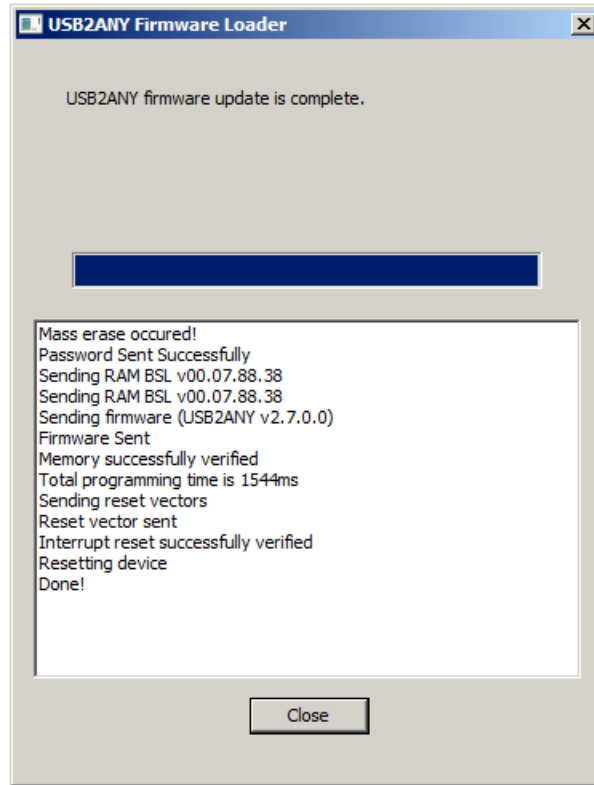 USB2ANY Firmware Loader
USB2ANY firmware update is complete.
Mass erase occured!
Password Sent Successfully
Sending RAM BSL v00.07.88.38
Sending RAM BSL v00.07.88.38
Sending firmware (USB2ANY v2.7.0.0)
Firmware Sent
Memory successfully verified
Total programming time is 1544ms
Sending reset vectors
Reset vector sent
Interrupt reset successfully verified
Resetting device
Done!
Close